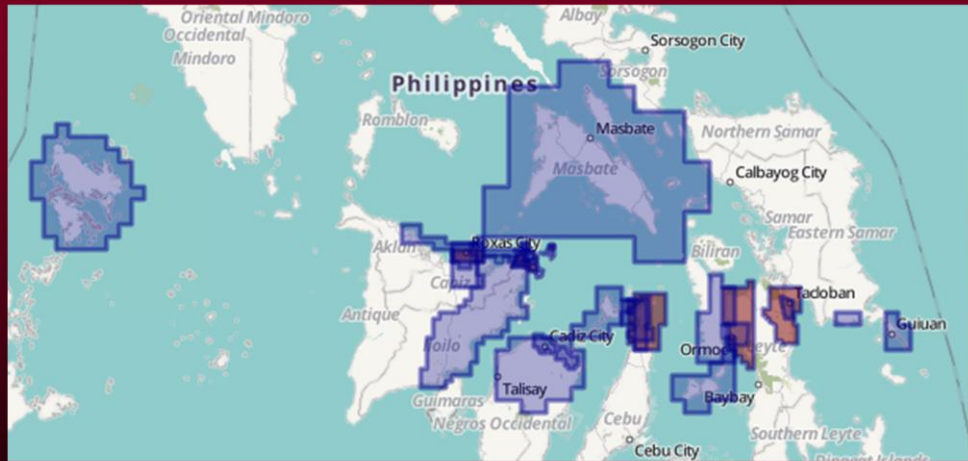 Albay
Oriental Mindoro
Occidental
Mindoro
Sorsogon City
Sorsogon
Philippines
Romblon
Masbate
Northern Samar
Masbate
Calbayog City
Samar
Eastern Samar
Aklan
Roxas City
Biliran
Capiz
Tacloban
Antique
Guiuan
Iloilo
Cadiz City
Ormoc
Leyte
Talisay
Baybay
Guimaras
Negros Occidental
Cebu
Southern Leyte
Cebu City